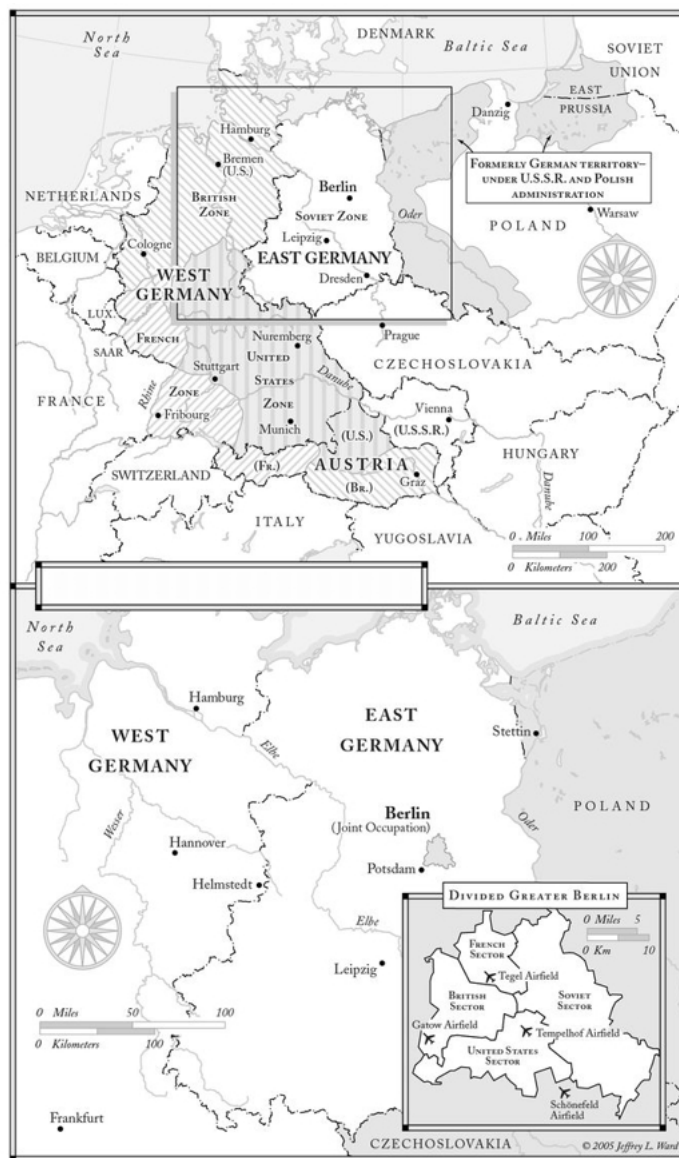 North
Sea
DENMARK
Baltic Sea
SOVIET
UNION
EAST
PRUSSIA
Danzig
Hamburg
Bremen
(U.S.)
FORMERLY GERMAN TERRITORY–
UNDER U.S.S.R. AND POLISH
ADMINISTRATION
NETHERLANDS
BRITISH
ZONE
Berlin
SOVIET ZONE
Oder
POLAND
Warsaw
Cologne
Leipzig
EAST GERMANY
BELGIUM
WEST
GERMANY
Dresden
LUX.
FRENCH
Prague
SAAR
Nuremberg
UNITED
STATES
ZONE
CZECHOSLOVAKIA
Stuttgart
Danube
FRANCE
Rhine
ZONE
Fribourg
Munich
Vienna
(U.S.)
(U.S.S.R.)
HUNGARY
SWITZERLAND
(FR.)
AUSTRIA
(BR.)
Graz
Danube
ITALY
YUGOSLAVIA
0 Miles 100 200
0 Kilometers 200
North
Sea
Baltic Sea
Hamburg
EAST
GERMANY
WEST
GERMANY
Elbe
Stettin
POLAND
Wesser
Berlin
(Joint Occupation)
Oder
Hannover
Potsdam
Helmstedt
DIVIDED GREATER BERLIN
0 Miles 5
0 Km 10
Elbe
FRENCH
SECTOR
Leipzig
Tegel Airfield
BRITISH
SECTOR
SOVIET
SECTOR
0 Miles 50 100
0 Kilometers 100
Gatow Airfield
Tempelhof Airfield
UNITED STATES
SECTOR
Schönefeld
Airfield
Frankfurt
CZECHOSLOVAKIA
© 2005 Jeffrey L. Ward